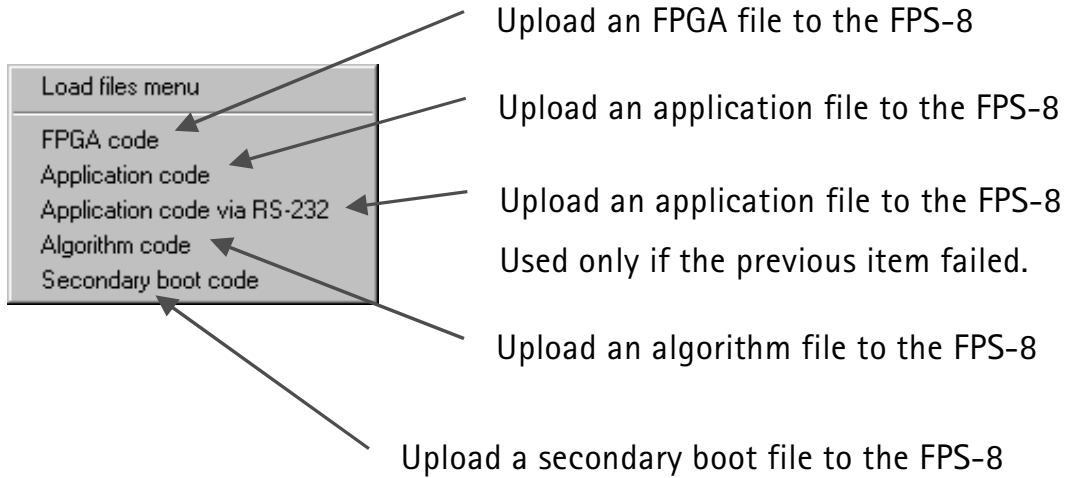 Upload an FPGA file to the FPS-8
Load files menu
Upload an application file to the FPS-8
FPGA code
Application code
Application code via RS-232
Upload an application file to the FPS-8
Algorithm code
Used only if the previous item failed.
Secondary boot code
Upload an algorithm file to the FPS-8
Upload a secondary boot file to the FPS-8